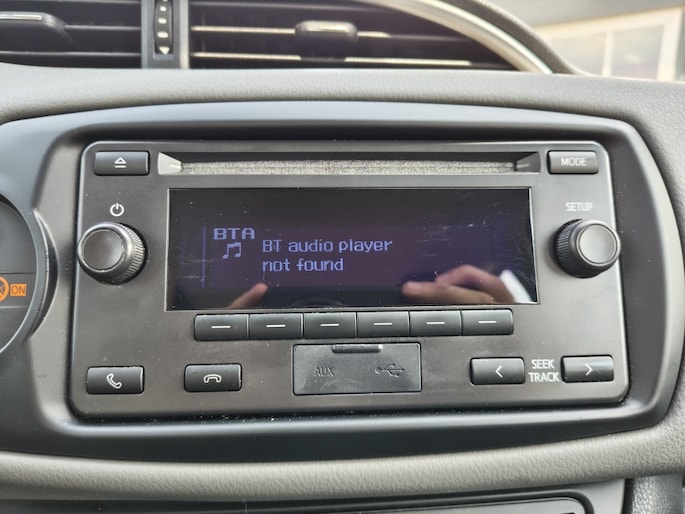 MODE
SETUP
BTA
BT audio player
not found
ON
AUX
SEEK
TRACK